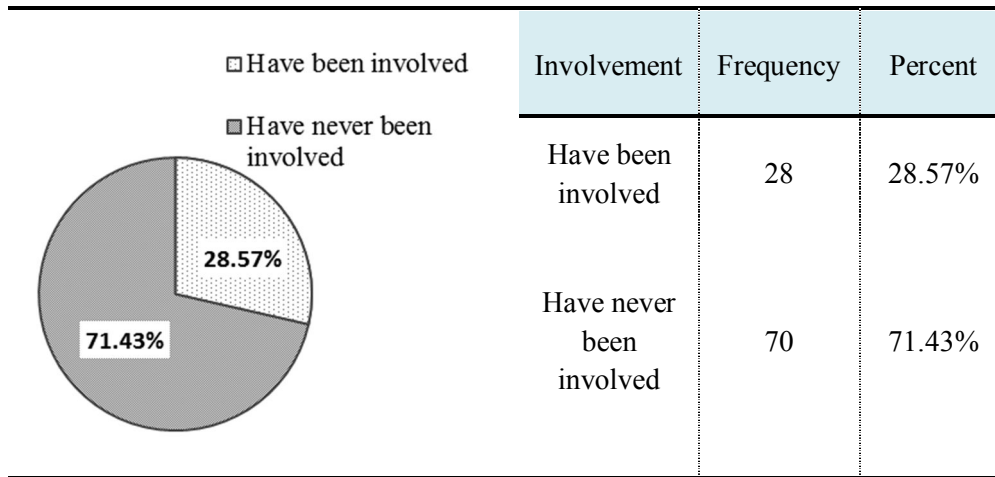 Have been involved
Have never been
involved
28.57%
71.43%
Involvement Frequency Percent
Have been
involved
28 28.57%
Have never
been
involved
70 71.43%